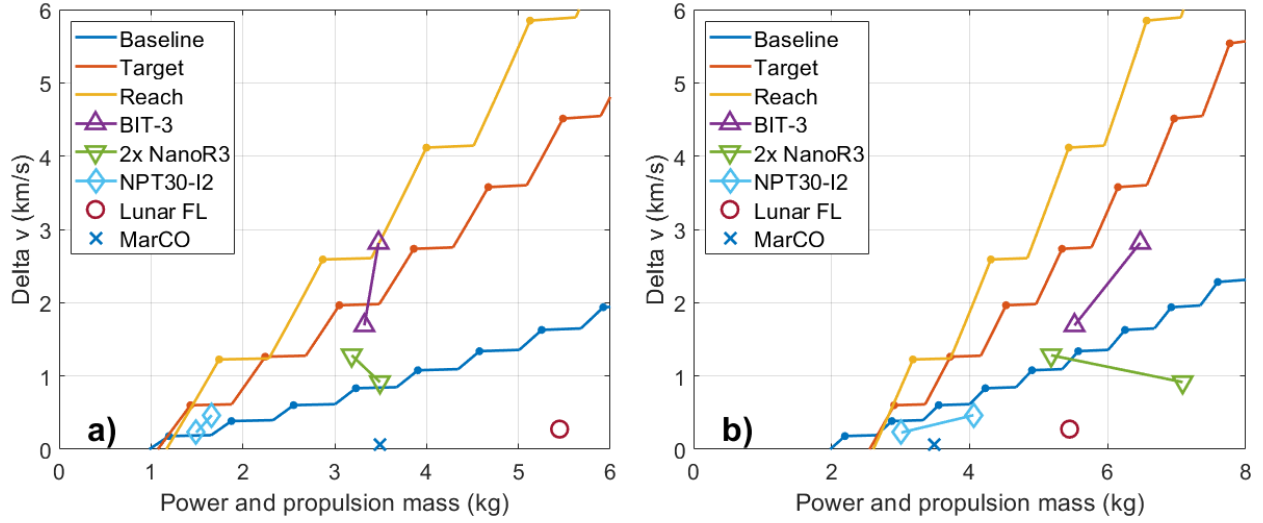 6
5
4
3
2
1
0
Delta v (km/s)
Baseline
Target
Reach
BIT-3
2x NanoR3
NPT30-I2
Lunar FL
MarCO
a)
0 1 2 3 4 5 6
Power and propulsion mass (kg)
6
5
4
3
2
1
0
Delta v (km/s)
Baseline
Target
Reach
BIT-3
2x NanoR3
NPT30-I2
Lunar FL
MarCO
b)
0 2 4 6 8
Power and propulsion mass (kg)